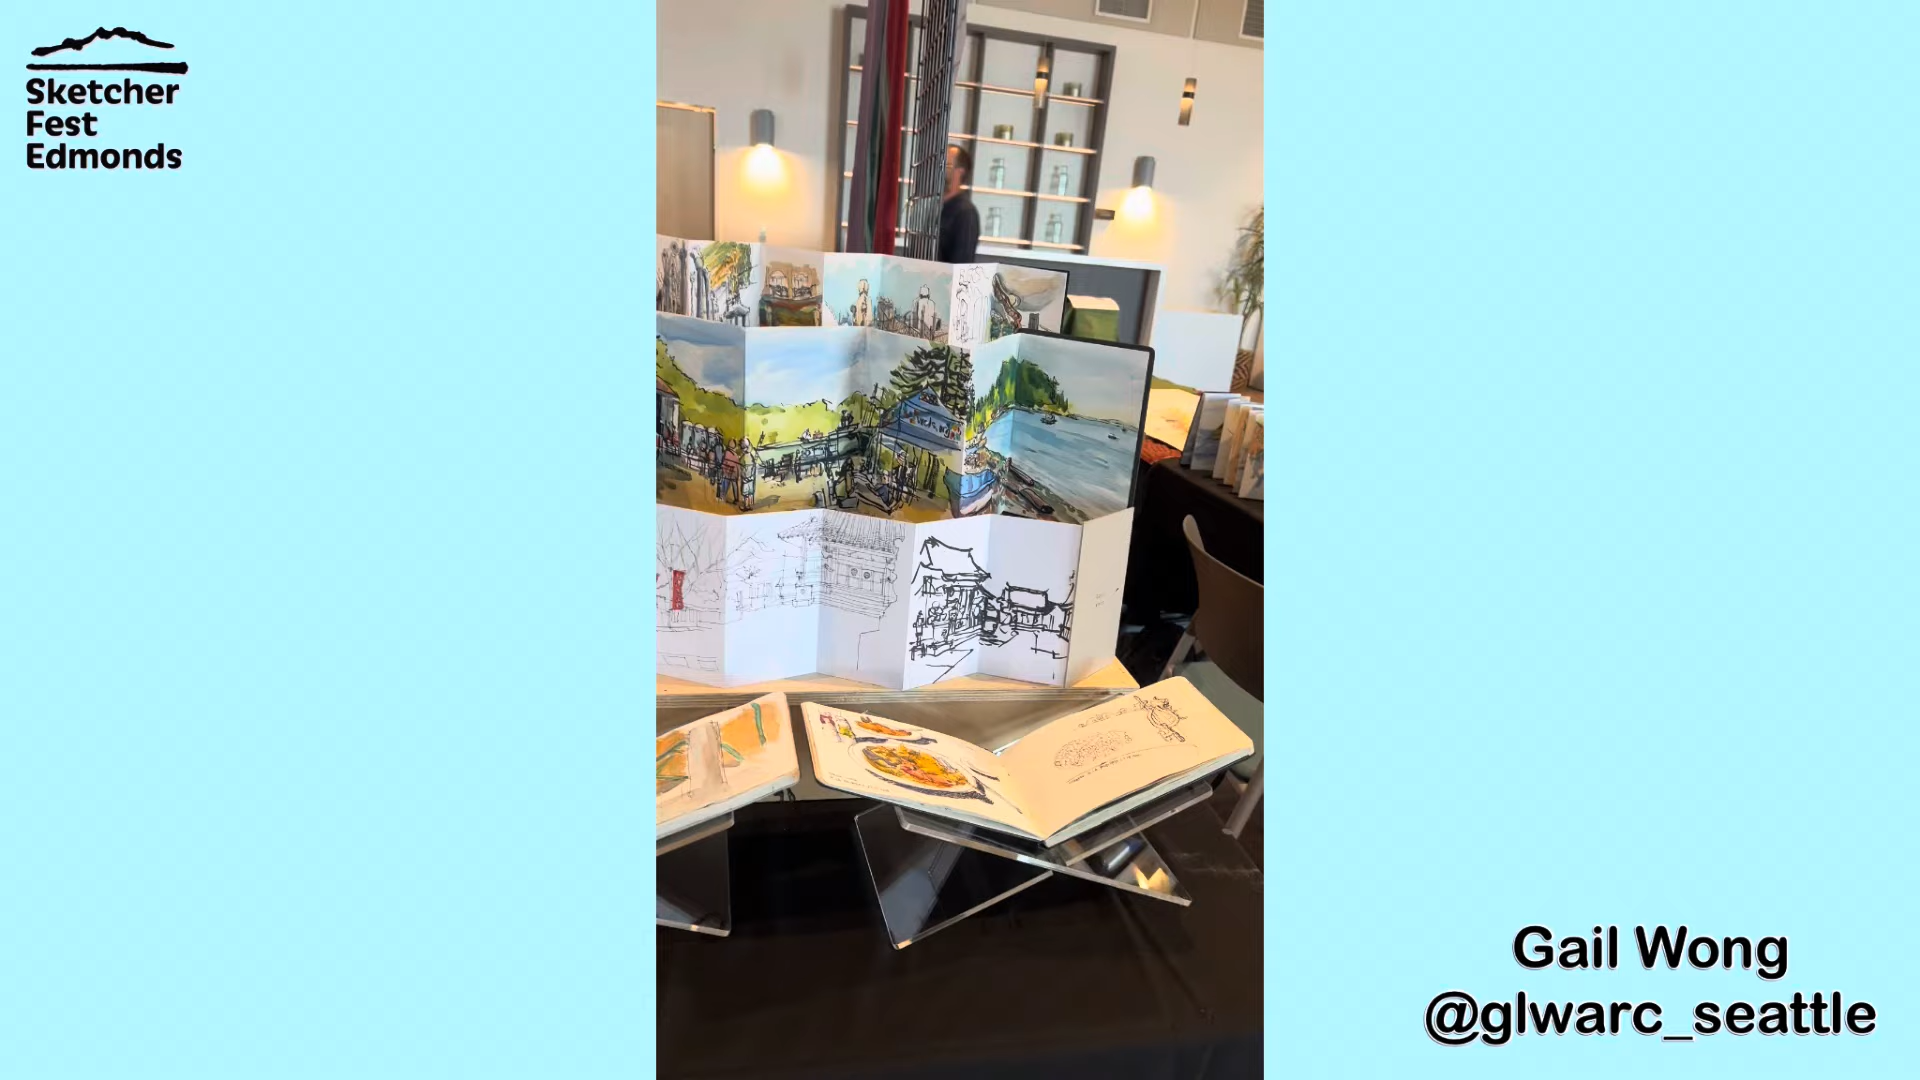 Sketcher
Fest
Edmonds
Gail Wong
@glwarc_seattle